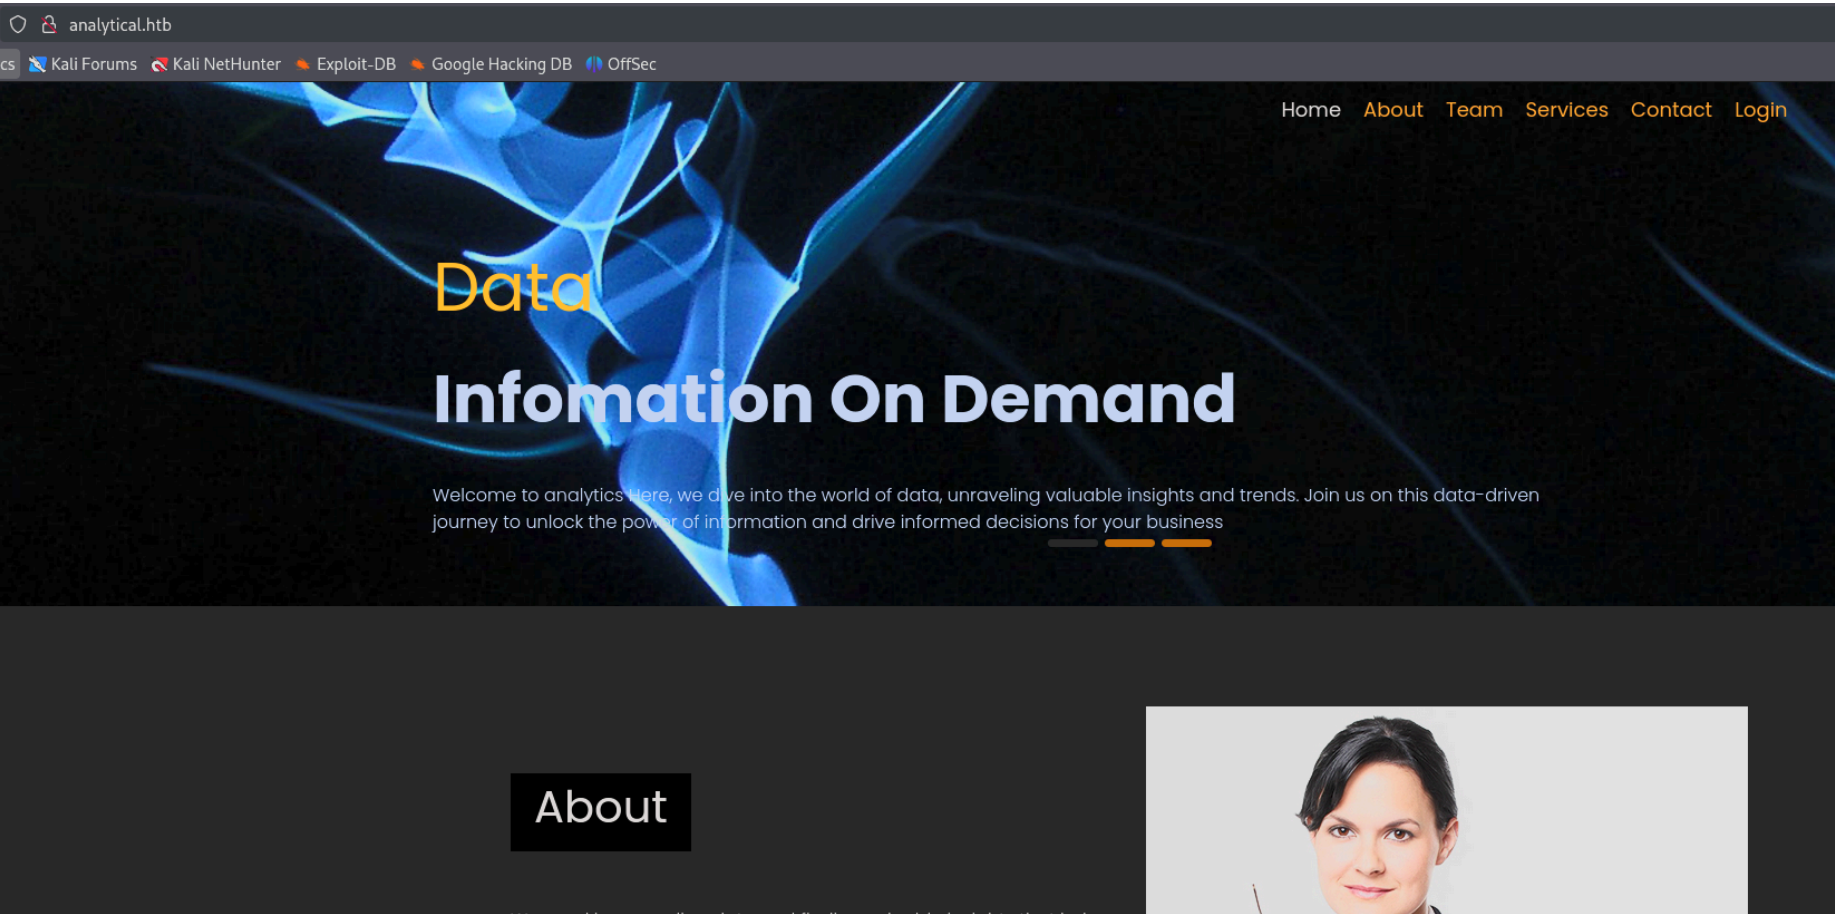 analytical.htb
cs Kali Forums Kali NetHunter Exploit-DB Google Hacking DB OffSec
Home About Team Services Contact Login
Data
Infomation On Demand
Welcome to analytics Here, we dive into the world of data, unraveling valuable insights and trends. Join us on this data-driven
journey to unlock the power of information and drive informed decisions for your business
About